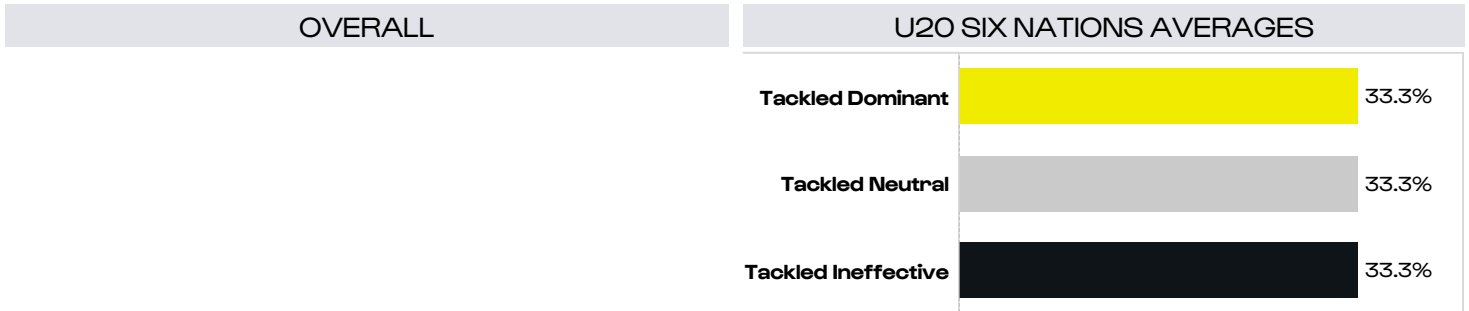 OVERALL
U20 SIX NATIONS AVERAGES
Tackled Dominant 33.3%
Tackled Neutral 33.3%
Tackled Ineffective 33.3%